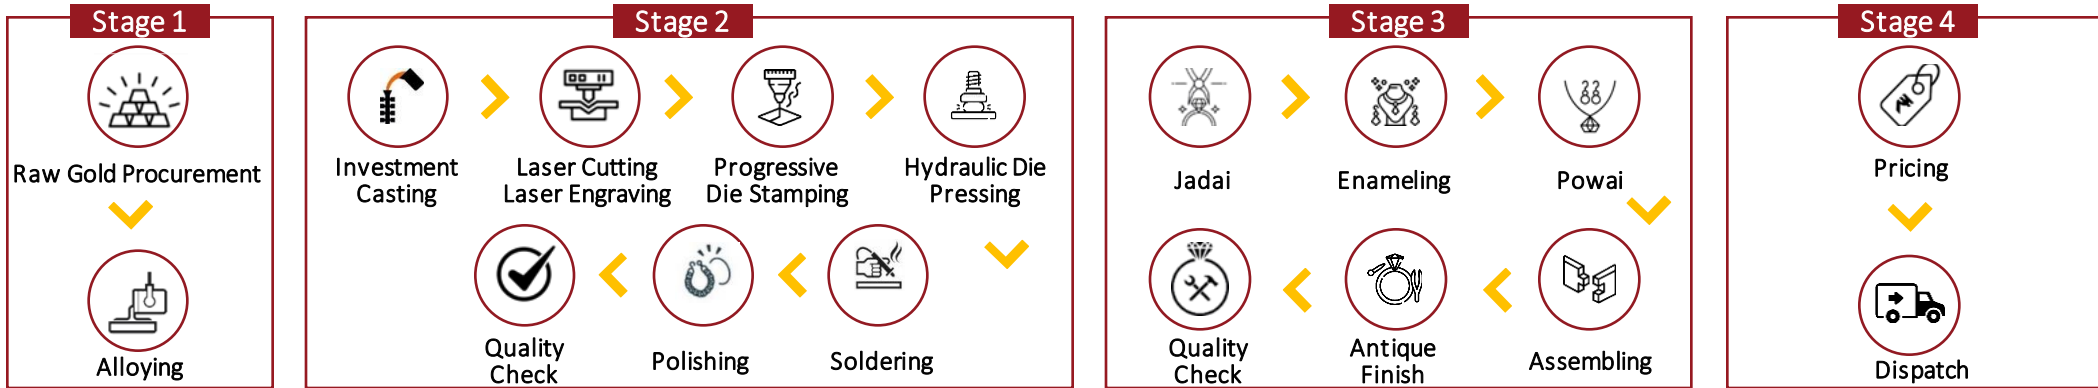 Stage 1
Raw Gold Procurement
Alloying
Stage 2
Investment
Casting
Laser Cutting
Laser Engraving
Progressive
Die Stamping
Hydraulic Die
Pressing
Soldering
Polishing
Quality
Check
Stage 3
Jadai
Enameling
Powai
Assembling
Antique
Finish
Quality
Check
Stage 4
Pricing
Dispatch